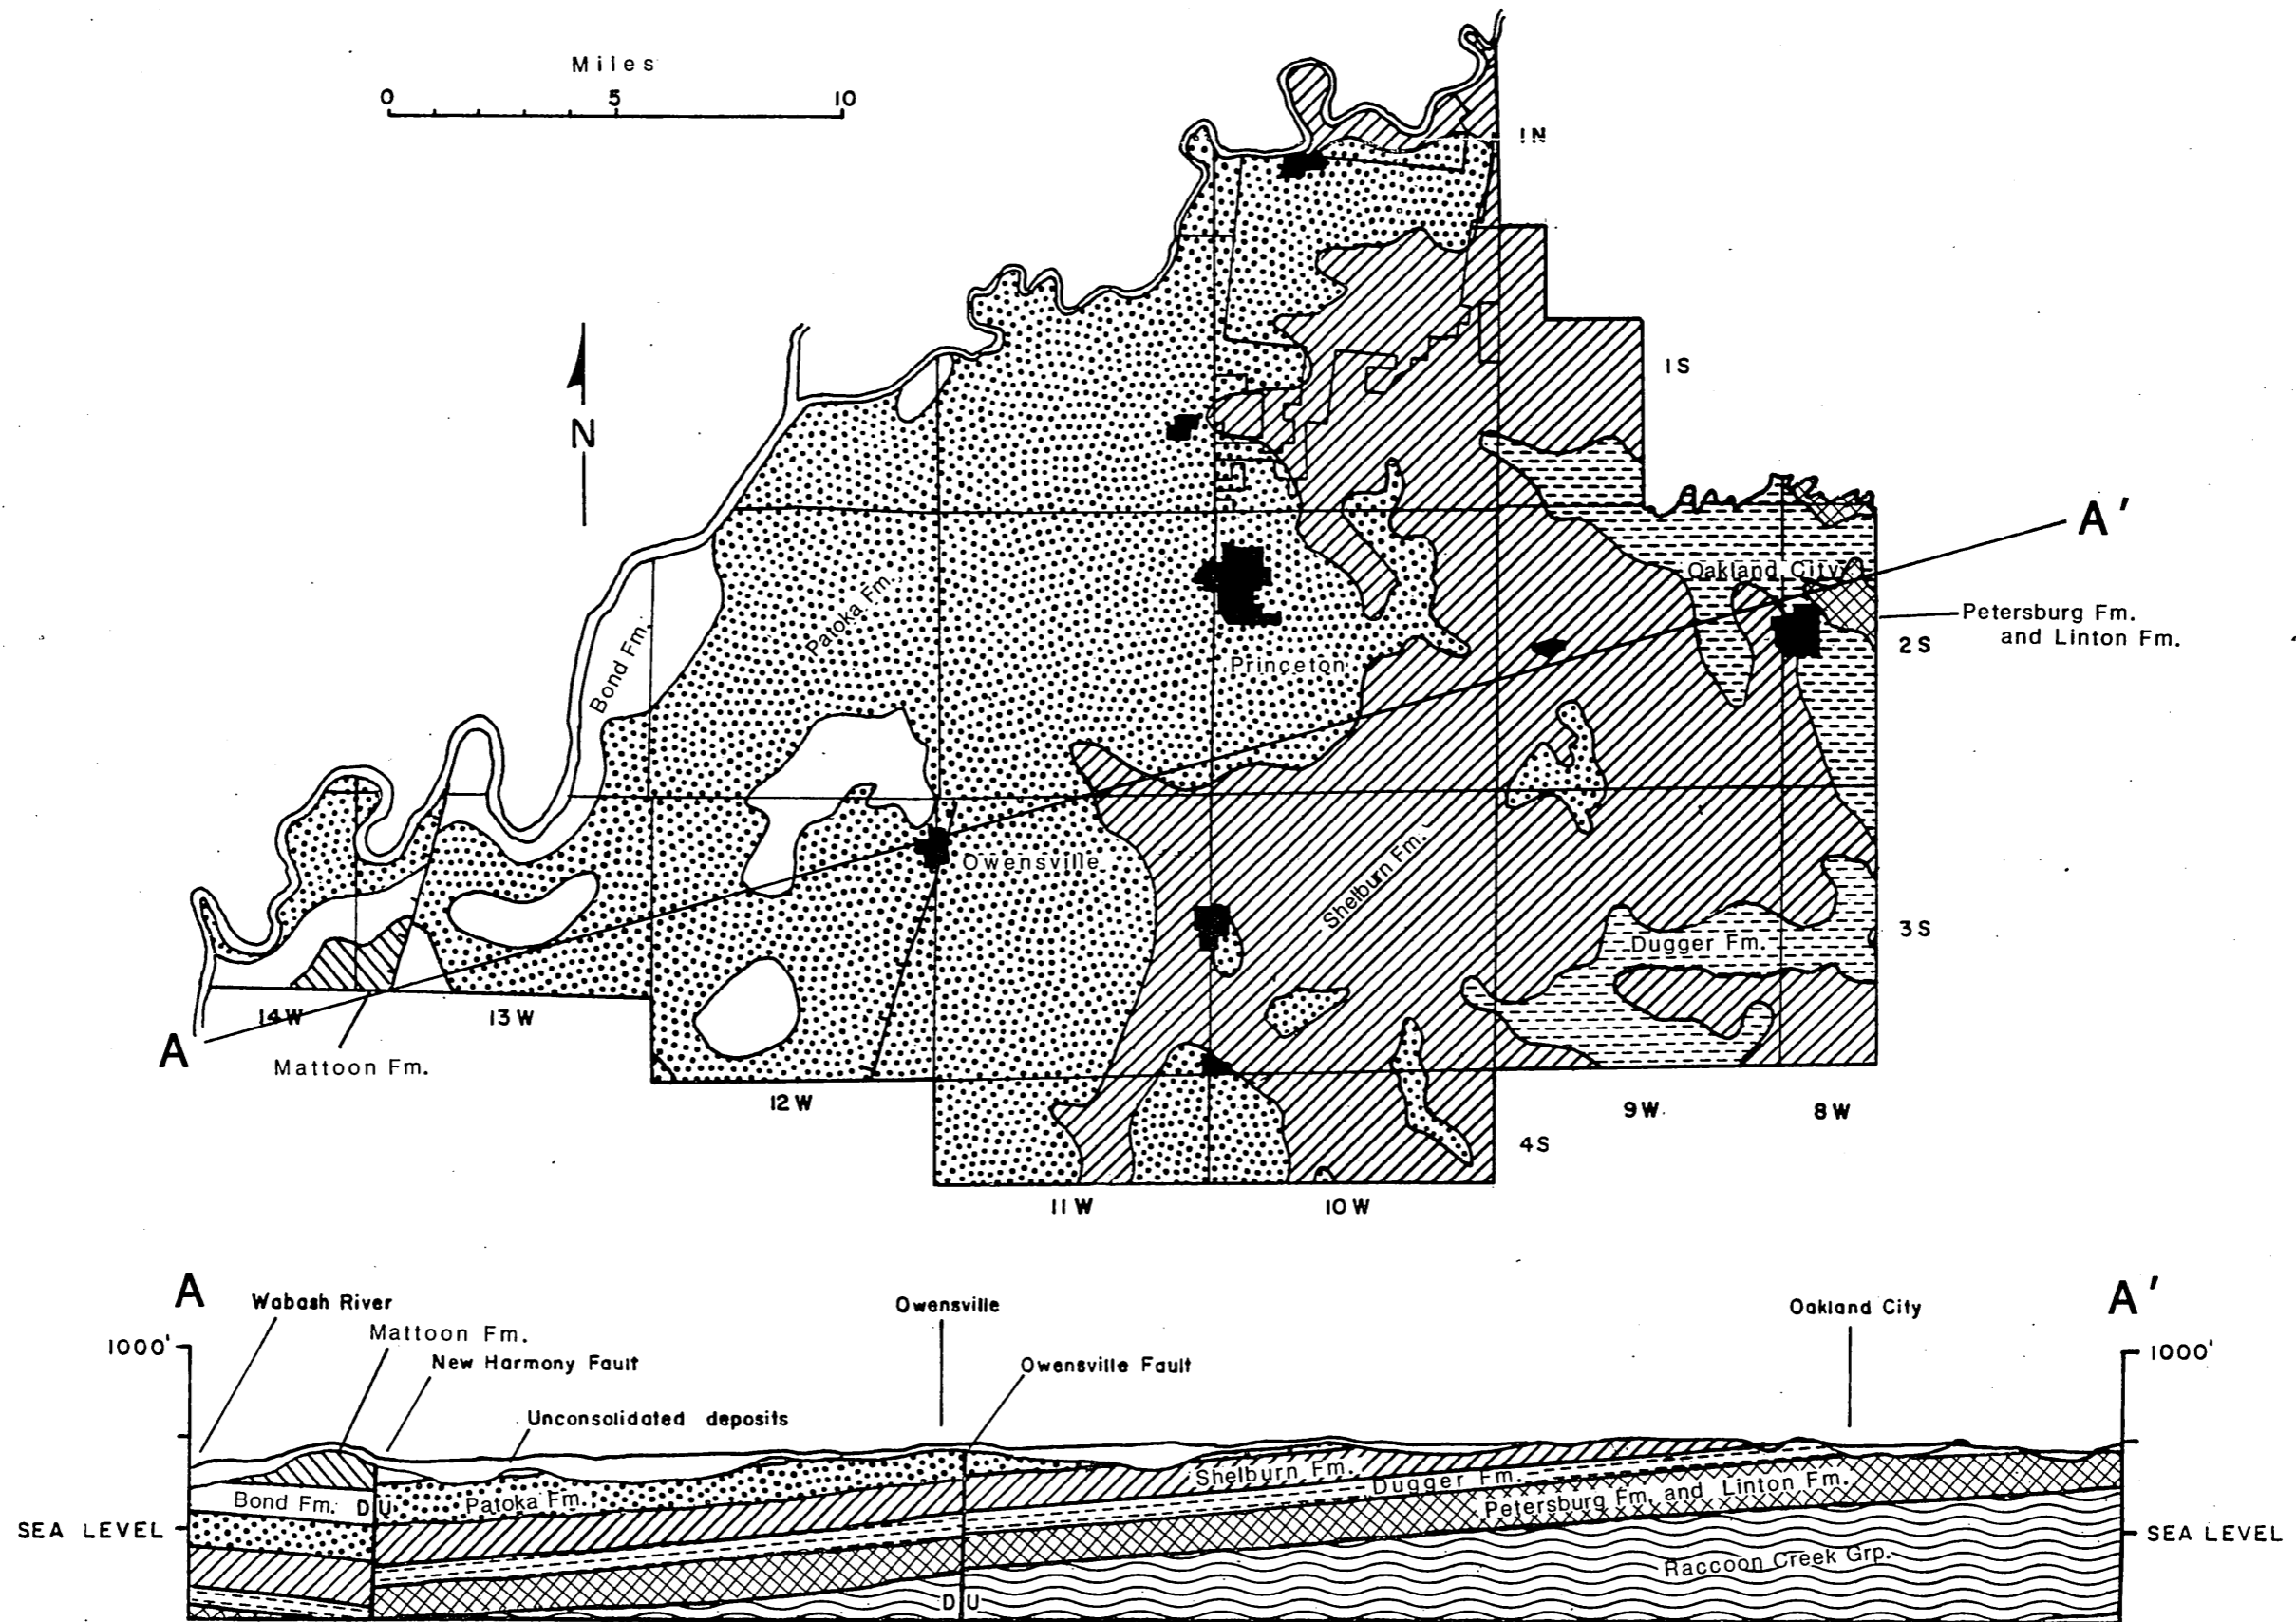 Miles
0 5 10
1N
1S
N
A'
Oakland City
Petersburg Fm.
and Linton Fm.
2S
Patoka Fm.
Bond Fm.
Princeton
Owensville
Shelburn Fm.
Dugger Fm.
3S
14W
13W
A
Mattoon Fm.
12W
9W.
8W
4S
11W
10W
A
A'
Wabash River
Owensville
Oakland City
Mattoon Fm.
1000'
1000'
New Harmony Fault
Owensville Fault
Unconsolidated deposits
Shelburn Fm.
Dugger Fm.
Bond Fm. D U
Patoka Fm.
Petersburg Fm. and Linton Fm.
SEA LEVEL
SEA LEVEL
Raccoon Creek Grp.
D U